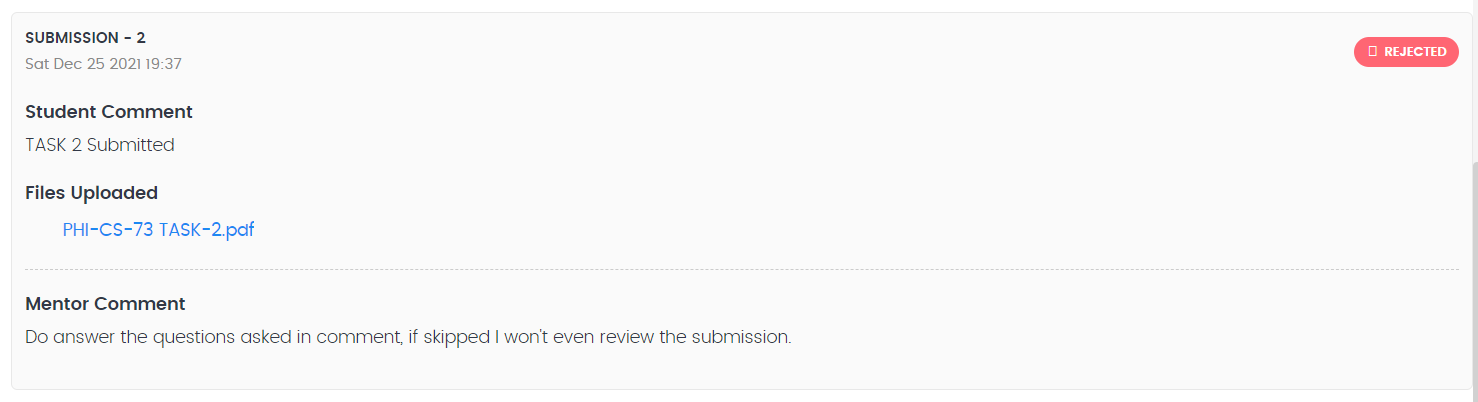 SUBMISSION - 2
Sat Dec 25 2021 19:37
REJECTED
Student Comment
TASK 2 Submitted
Files Uploaded
PHI-CS-73 TASK-2.pdf
Mentor Comment
Do answer the questions asked in comment, if skipped I won't even review the submission.